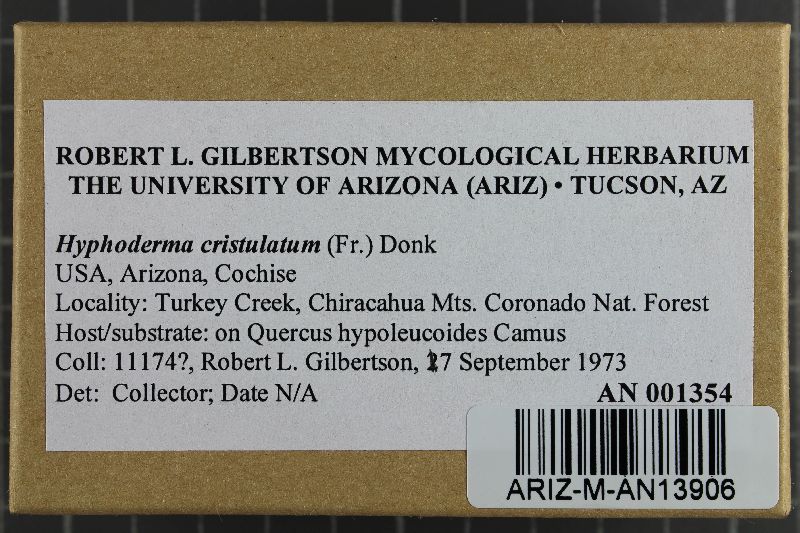 ROBERT L. GILBERTSON MYCOLOGICAL HERBARIUM
THE UNIVERSITY OF ARIZONA (ARIZ) • TUCSON, AZ
Hyphoderma cristulatum (Fr.) Donk
USA, Arizona, Cochise
Locality: Turkey Creek, Chiracahua Mts. Coronado Nat. Forest
Host/substrate: on Quercus hypoleucoides Camus
Coll: 11174?, Robert L. Gilbertson, September 1973
Det: Collector; Date N/A
AN 001354
ARIZ-M-AN13906